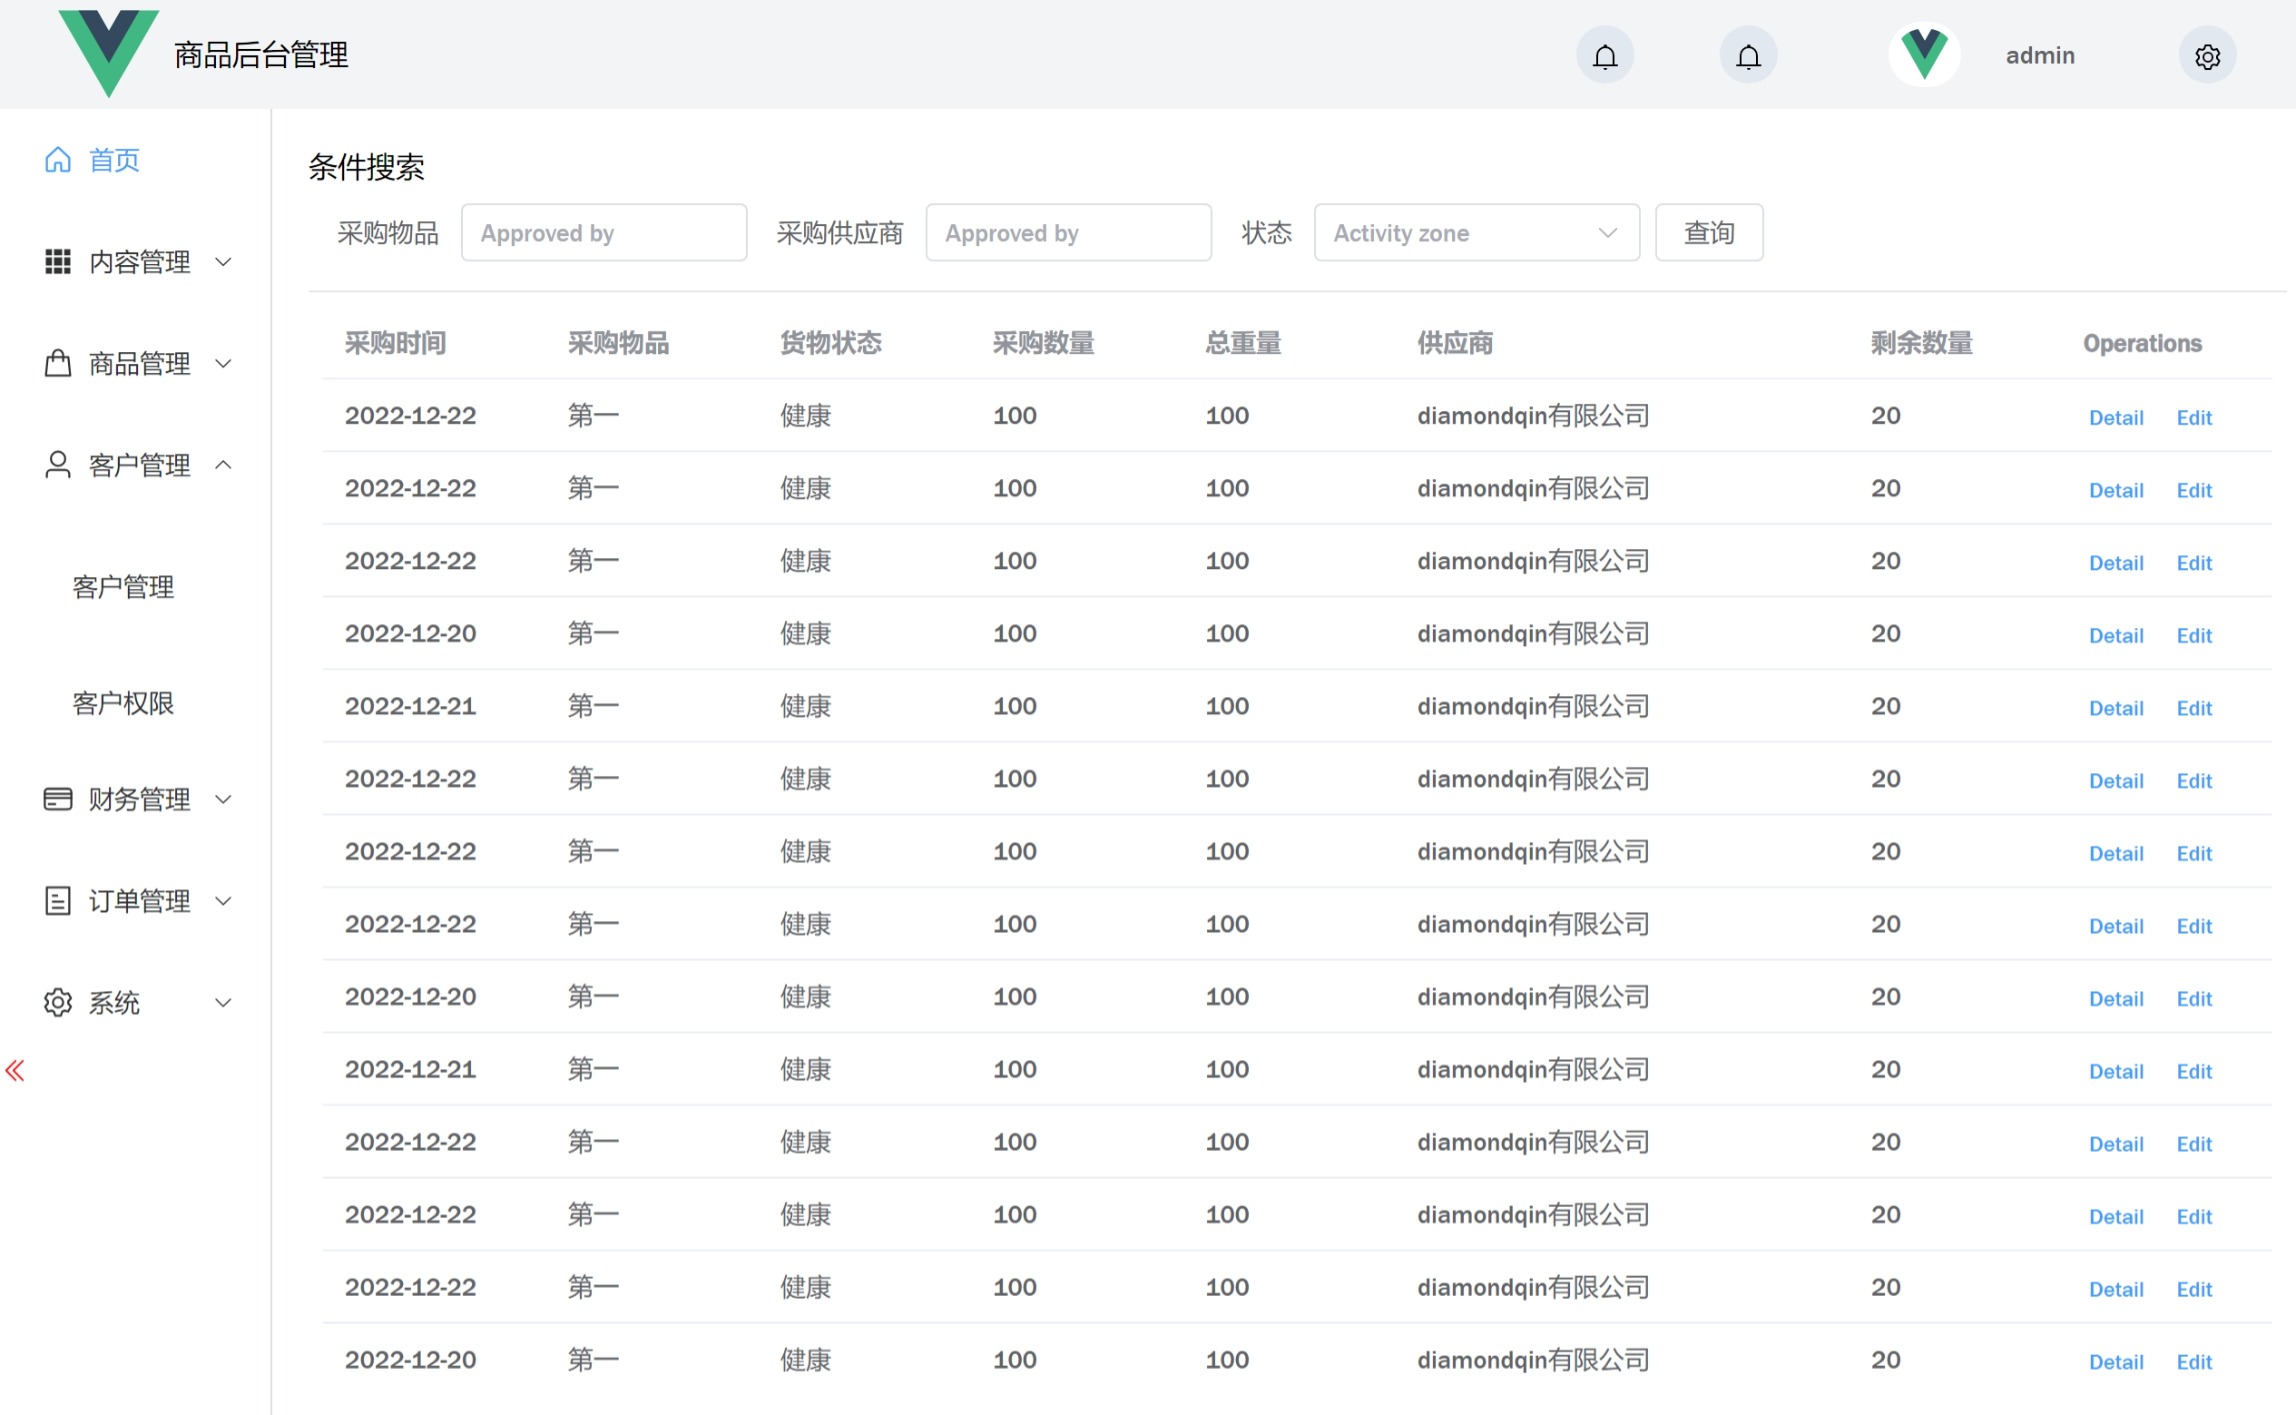 商品后台管理
admin
首页
内容管理
商品管理
客户管理
客户管理
客户权限
财务管理
订单管理
系统
条件搜索
采购物品 Approved by 采购供应商 Approved by 状态 Activity zone 查询
采购时间 采购物品 货物状态 采购数量 总重量 供应商 剩余数量 Operations
2022-12-22 第一 健康 100 100 diamondqin有限公司 20 Detail Edit
2022-12-22 第一 健康 100 100 diamondqin有限公司 20 Detail Edit
2022-12-22 第一 健康 100 100 diamondqin有限公司 20 Detail Edit
2022-12-20 第一 健康 100 100 diamondqin有限公司 20 Detail Edit
2022-12-21 第一 健康 100 100 diamondqin有限公司 20 Detail Edit
2022-12-22 第一 健康 100 100 diamondqin有限公司 20 Detail Edit
2022-12-22 第一 健康 100 100 diamondqin有限公司 20 Detail Edit
2022-12-22 第一 健康 100 100 diamondqin有限公司 20 Detail Edit
2022-12-20 第一 健康 100 100 diamondqin有限公司 20 Detail Edit
2022-12-21 第一 健康 100 100 diamondqin有限公司 20 Detail Edit
2022-12-22 第一 健康 100 100 diamondqin有限公司 20 Detail Edit
2022-12-22 第一 健康 100 100 diamondqin有限公司 20 Detail Edit
2022-12-22 第一 健康 100 100 diamondqin有限公司 20 Detail Edit
2022-12-20 第一 健康 100 100 diamondqin有限公司 20 Detail Edit